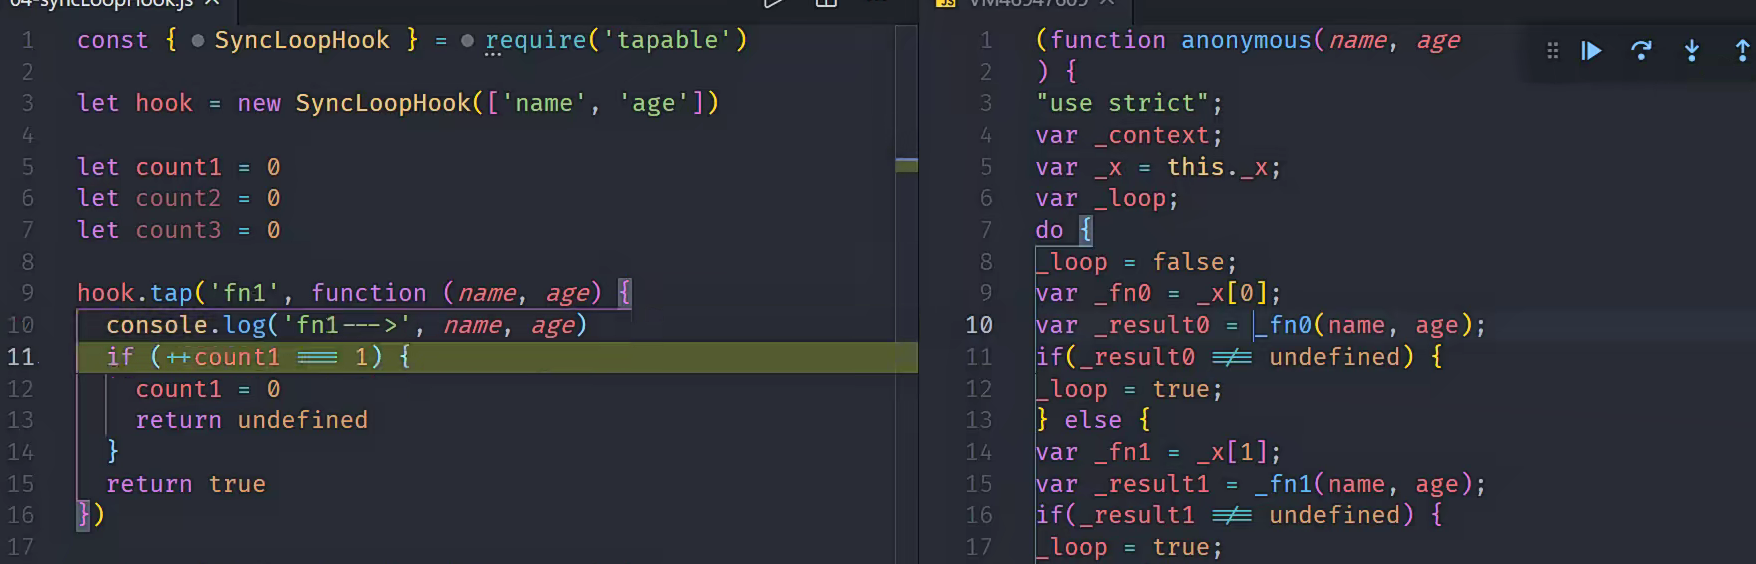 04-syncLoopHook.js
1 const { SyncLoopHook } = require('tapable')
2
3 let hook = new SyncLoopHook(['name', 'age'])
4
5 let count1 = 0
6 let count2 = 0
7 let count3 = 0
8
9 hook.tap('fn1', function (name, age) {
10 console.log('fn1--->', name, age)
11 if (++count1 === 1) {
12 count1 = 0
13 return undefined
14 }
15 return true
16 })
17
JS VM46947609
1 (function anonymous(name, age
2 ) {
3 "use strict";
4 var _context;
5 var _x = this._x;
6 var _loop;
7 do {
8 _loop = false;
9 var _fn0 = _x[0];
10 var _result0 = _fn0(name, age);
11 if(_result0 !== undefined) {
12 _loop = true;
13 } else {
14 var _fn1 = _x[1];
15 var _result1 = _fn1(name, age);
16 if(_result1 !== undefined) {
17 _loop = true;